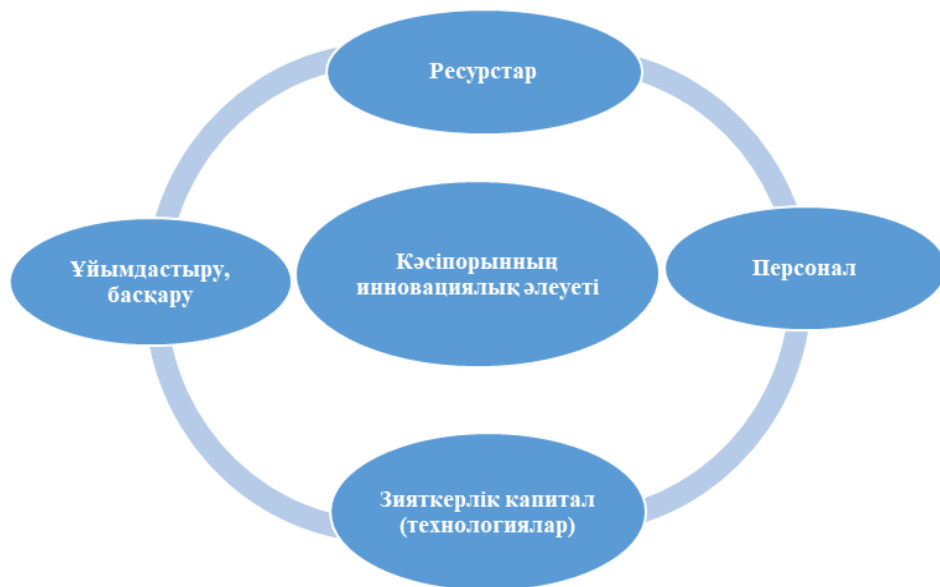 Ресурстар
Ұйымдастыру,
басқару
Кәсіпорынның
инновациялық әлеуеті
Персонал
Зияткерлік капитал
(технологиялар)